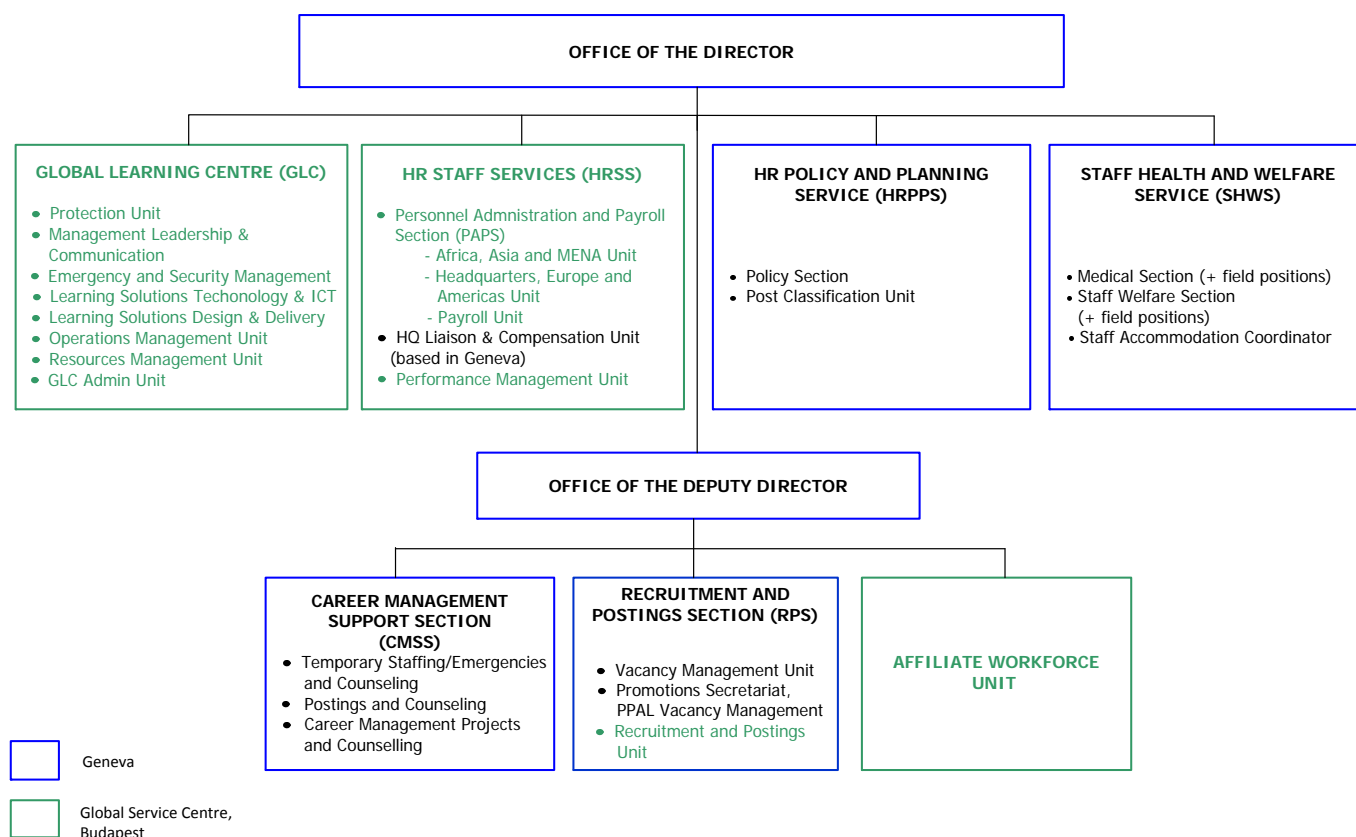 OFFICE OF THE DIRECTOR
GLOBAL LEARNING CENTRE (GLC)
• Protection Unit
• Management Leadership &
Communication
• Emergency and Security Management
• Learning Solutions Techonology & ICT
• Learning Solutions Design & Delivery
• Operations Management Unit
• Resources Management Unit
• GLC Admin Unit
HR STAFF SERVICES (HRSS)
• Personnel Admnistration and Payroll
Section (PAPS)
- Africa, Asia and MENA Unit
- Headquarters, Europe and
Americas Unit
- Payroll Unit
• HQ Liaison & Compensation Unit
(based in Geneva)
• Performance Management Unit
HR POLICY AND PLANNING
SERVICE (HRPPS)
• Policy Section
• Post Classification Unit
STAFF HEALTH AND WELFARE
SERVICE (SHWS)
• Medical Section (+ field positions)
• Staff Welfare Section
(+ field positions)
• Staff Accommodation Coordinator
OFFICE OF THE DEPUTY DIRECTOR
CAREER MANAGEMENT
SUPPORT SECTION
(CMSS)
• Temporary Staffing/Emergencies
and Counseling
• Postings and Counseling
• Career Management Projects
and Counselling
RECRUITMENT AND
POSTINGS SECTION (RPS)
• Vacancy Management Unit
• Promotions Secretariat,
PPAL Vacancy Management
• Recruitment and Postings
Unit
AFFILIATE WORKFORCE
UNIT
Geneva
Global Service Centre,
Budapest